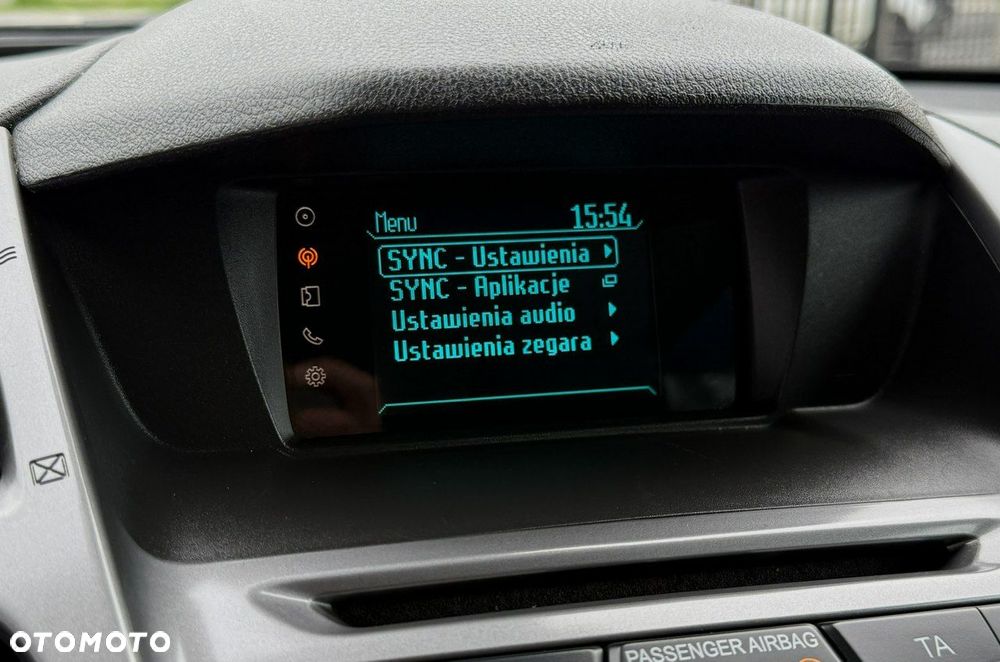 Menu 15:54
SYNC - Ustawienia
SYNC - Aplikacje
Ustawienia audio
Ustawienia zegara
PASSENGER AIRBAG
TA
OTOMOTO